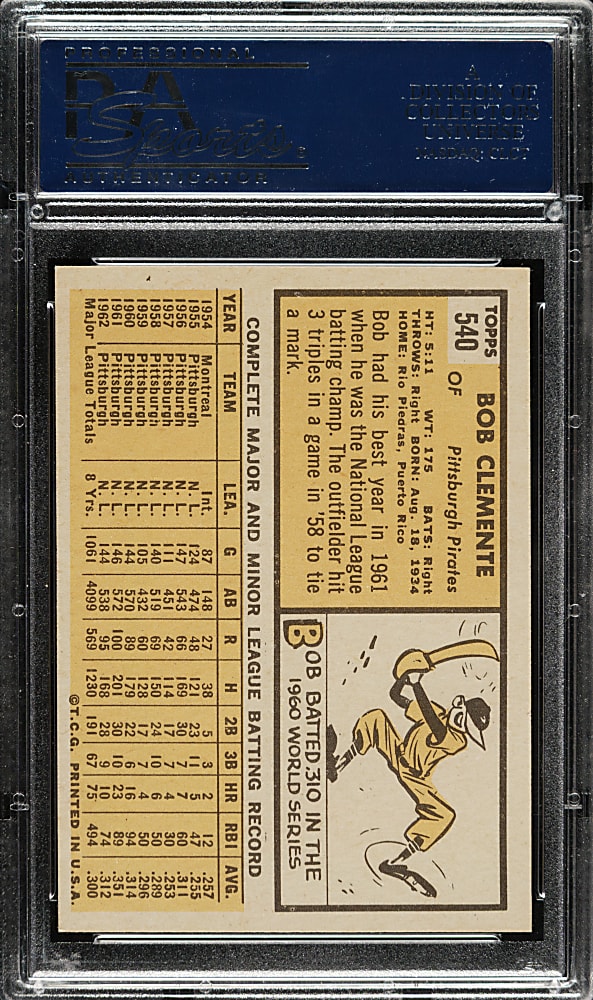 PROFESSIONAL
PSA
Sports
AUTHENTICATOR
A
DIVISION OF
COLLECTORS
UNIVERSE
NASDAQ: CLCT
TOPPS
540
BOB CLEMENTE
OF Pittsburgh Pirates
HT: 5:11 WT: 175 BATS: Right
THROWS: Right BORN: Aug. 18, 1934
HOME: Rio Piedras, Puerto Rico
Bob had his best year in 1961
when he was the National League
batting champ. The outfielder hit
3 triples in a game in '58 to tie
a mark.
BOB BATTED .310 IN THE
1960 WORLD SERIES
COMPLETE MAJOR AND MINOR LEAGUE BATTING RECORD
YEAR TEAM LEA. G AB R H 2B 3B HR RBI AVG.
1954 Montreal Int. 87 148 27 38 5 3 2 12 .257
1955 Pittsburgh N. L. 124 474 48 121 23 11 5 47 .255
1956 Pittsburgh N. L. 147 543 66 169 30 7 7 60 .311
1957 Pittsburgh N. L. 111 451 42 114 17 7 4 30 .253
1958 Pittsburgh N. L. 140 519 69 150 24 10 6 50 .289
1959 Pittsburgh N. L. 105 432 60 128 17 7 4 50 .296
1960 Pittsburgh N. L. 144 570 89 179 22 6 16 94 .314
1961 Pittsburgh N. L. 146 572 100 201 30 10 23 89 .351
1962 Pittsburgh N. L. 144 538 95 168 28 9 10 74 .312
Major League Totals 8 Yrs. 1061 4099 569 1230 191 67 75 494 .300
©T.C.G. PRINTED IN U.S.A.